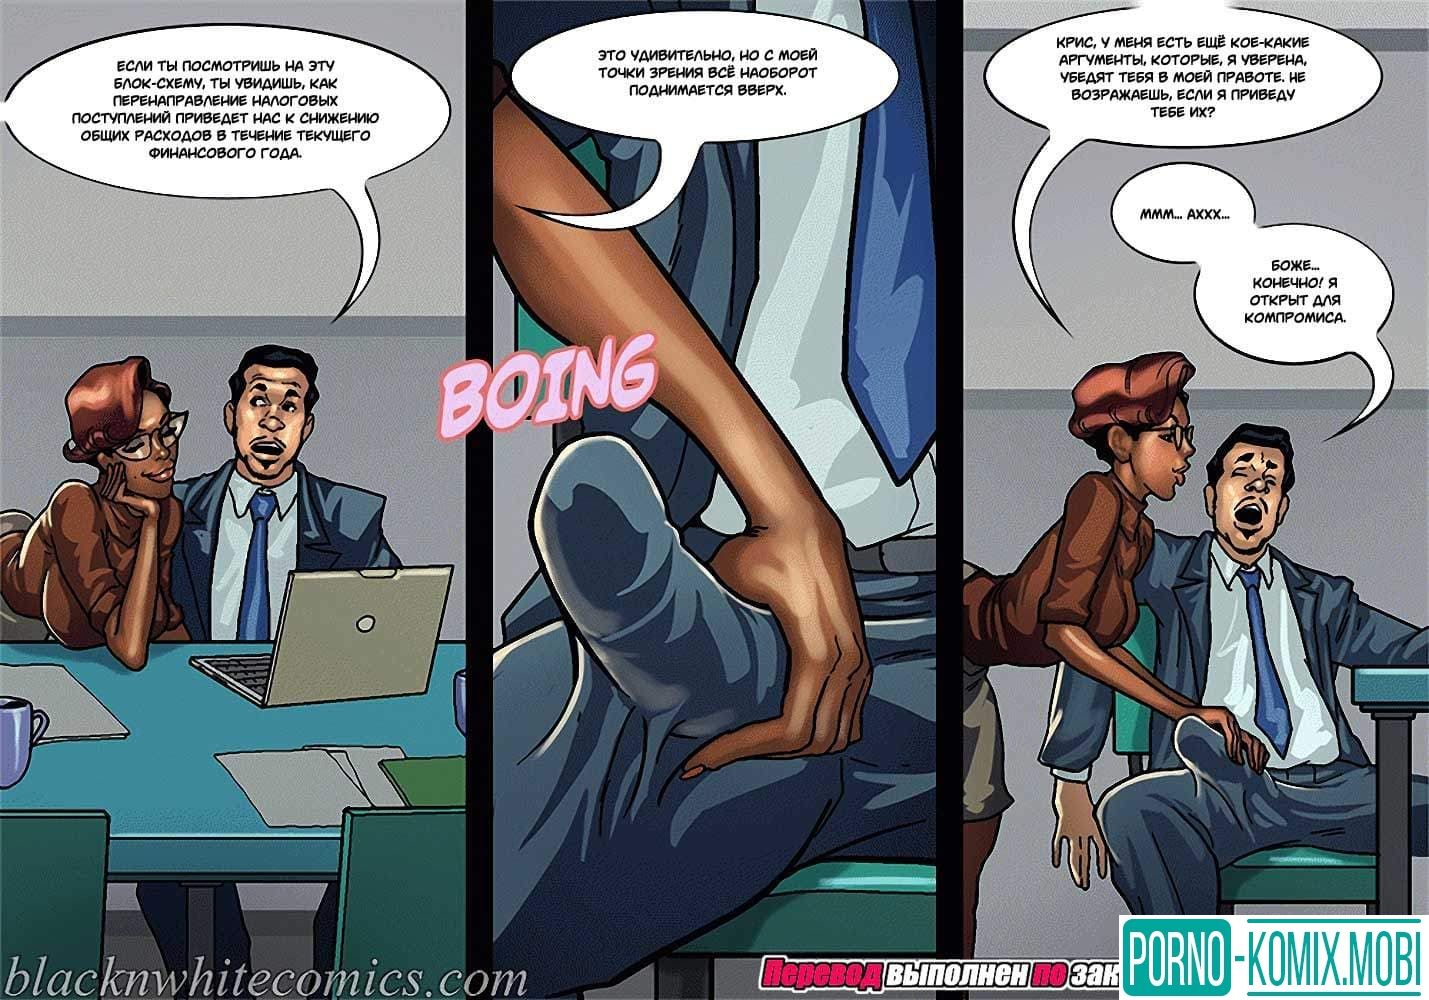 ЕСЛИ ТЫ ПОСМОТРИШЬ НА ЭТУ
БЛОК-СХЕМУ, ТЫ УВИДИШЬ, КАК
ПЕРЕНАПРАВЛЕНИЕ НАЛОГОВЫХ
ПОСТУПЛЕНИЙ ПРИВЕДЕТ НАС К СНИЖЕНИЮ
ОБЩИХ РАСХОДОВ В ТЕЧЕНИЕ ТЕКУЩЕГО
ФИНАНСОВОГО ГОДА.
ЭТО УДИВИТЕЛЬНО, НО С МОЕЙ
ТОЧКИ ЗРЕНИЯ ВСЁ НАОБОРОТ
ПОДНИМАЕТСЯ ВВЕРХ.
BOING
КРИС, У МЕНЯ ЕСТЬ ЕЩЁ КОЕ-КАКИЕ
АРГУМЕНТЫ, КОТОРЫЕ, Я УВЕРЕНА,
УБЕДЯТ ТЕБЯ В МОЕЙ ПРАВОТЕ. НЕ
ВОЗРАЖАЕШЬ, ЕСЛИ Я ПРИВЕДУ
ТЕБЕ ИХ?
МММ... АХХХ...
БОЖЕ...
КОНЕЧНО! Я
ОТКРЫТ ДЛЯ
КОМПРОМИСА.
blacknwhitecomics.com
Перевод выполнен по зак
PORNO-KOMIX.MOBI